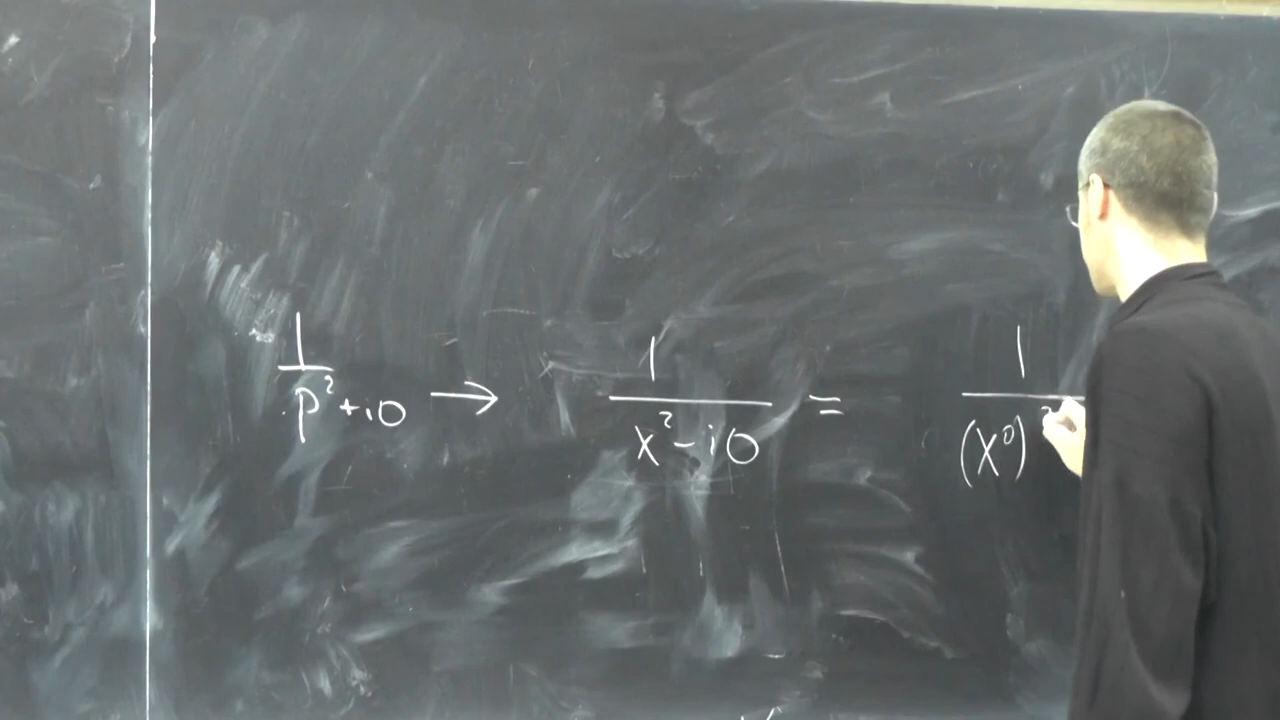 1/(p²+i0) → 1/(x²-i0) = 1/(x⁰)²